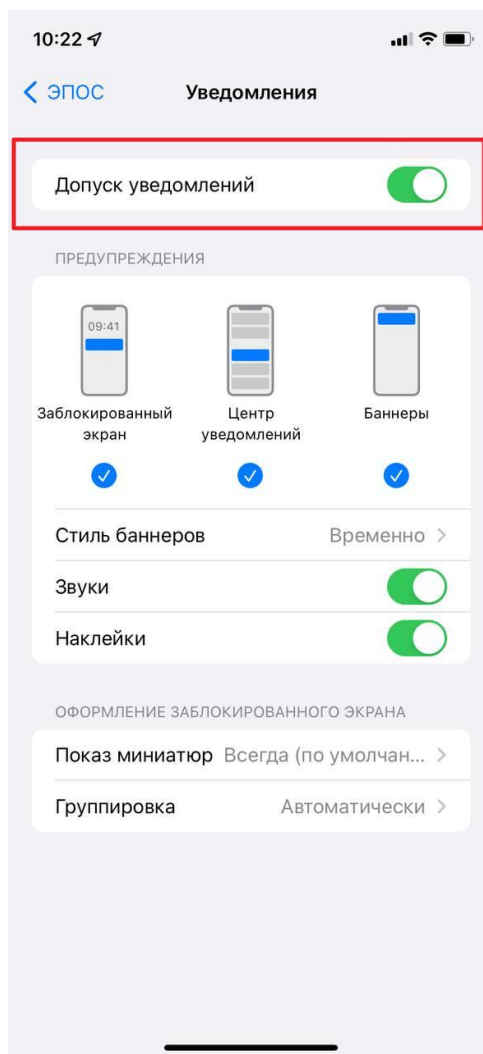 10:22
ЭПОС
Уведомления
Допуск уведомлений
ПРЕДУПРЕЖДЕНИЯ
09:41
Заблокированный
экран
Центр
уведомлений
Баннеры
Стиль баннеров Временно
Звуки
Наклейки
ОФОРМЛЕНИЕ ЗАБЛОКИРОВАННОГО ЭКРАНА
Показ миниатюр Всегда (по умолчан...
Группировка Автоматически